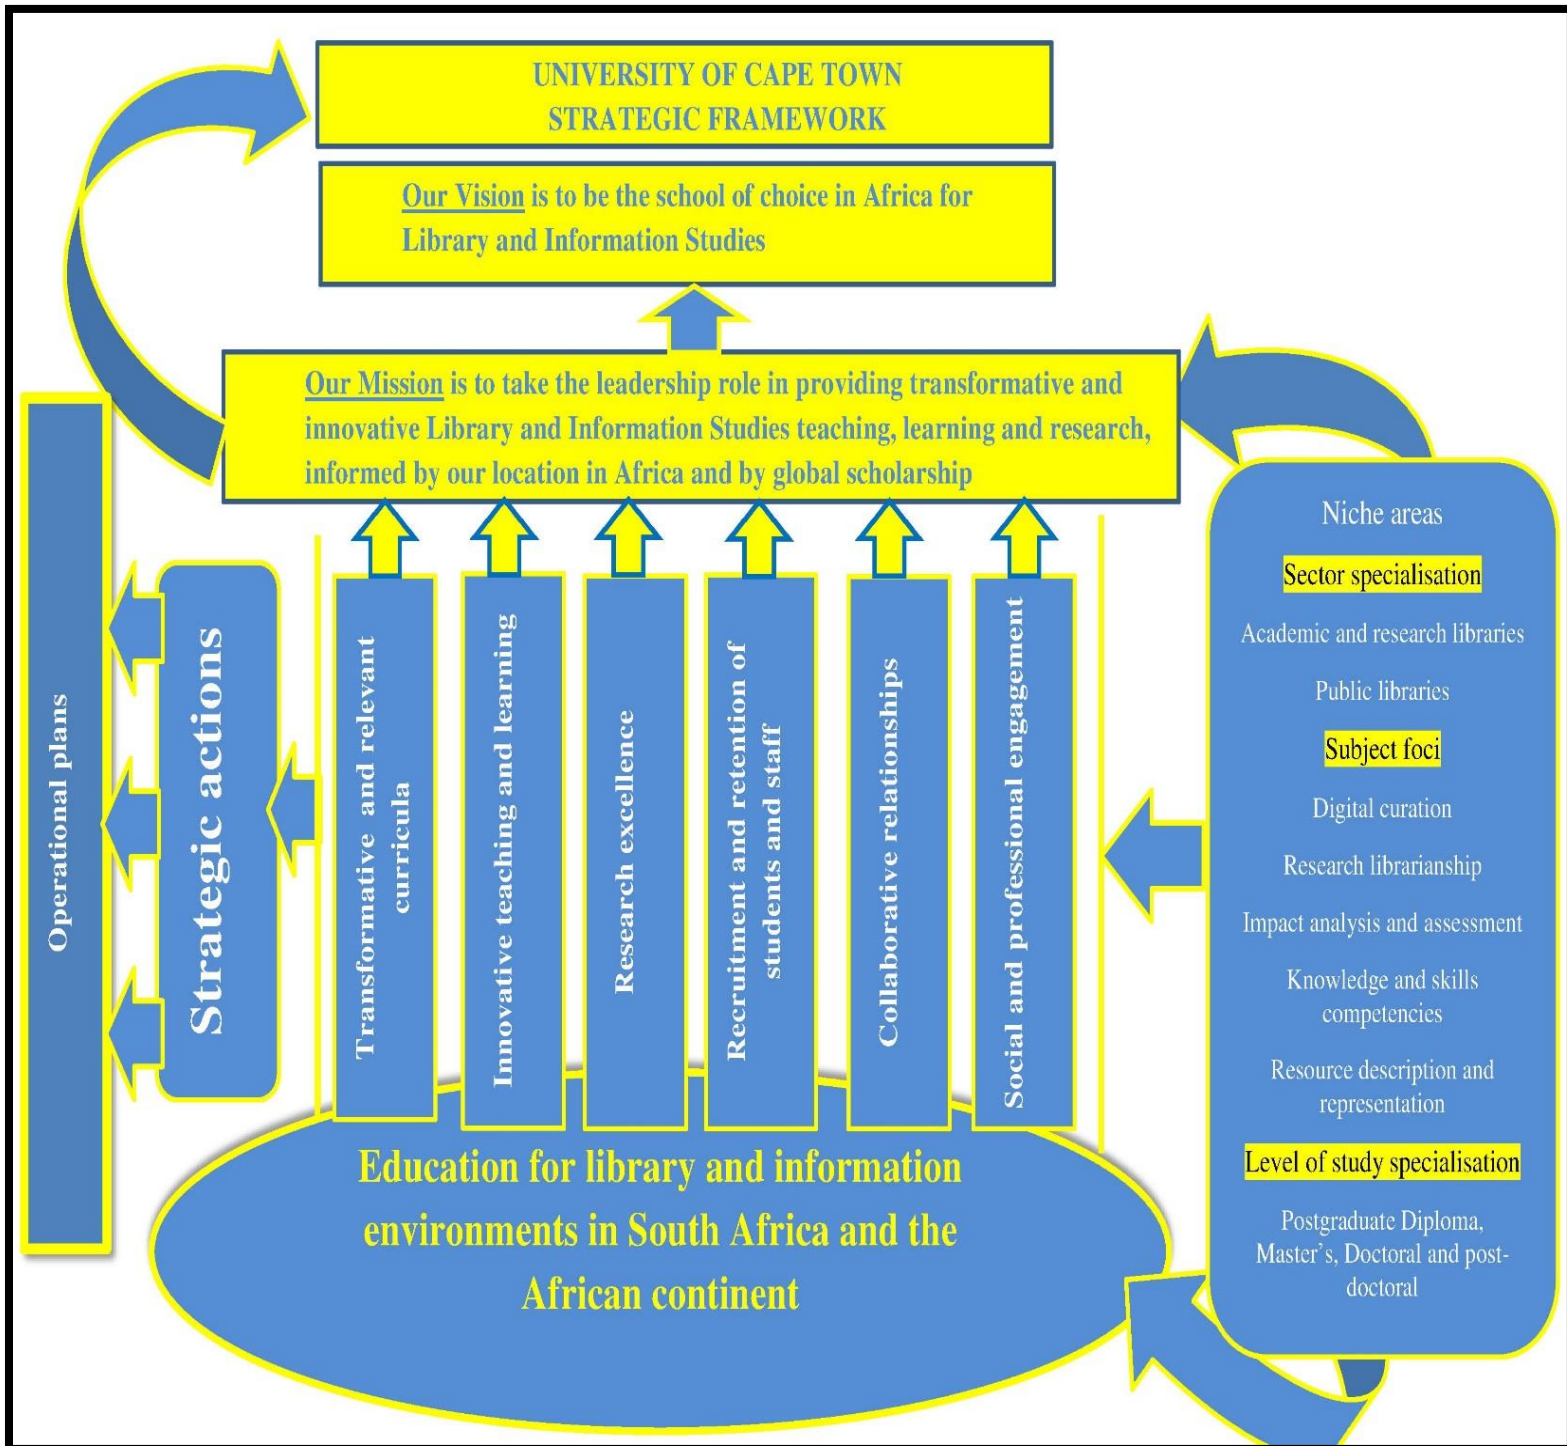 UNIVERSITY OF CAPE TOWN
STRATEGIC FRAMEWORK
Our Vision is to be the school of choice in Africa for
Library and Information Studies
Our Mission is to take the leadership role in providing transformative and
innovative Library and Information Studies teaching, learning and research,
informed by our location in Africa and by global scholarship
Operational plans
Strategic actions
Transformative and relevant
curricula
Innovative teaching and learning
Research excellence
Recruitment and retention of
students and staff
Collaborative relationships
Social and professional engagement
Education for library and information
environments in South Africa and the
African continent
Niche areas
Sector specialisation
Academic and research libraries
Public libraries
Subject foci
Digital curation
Research librarianship
Impact analysis and assessment
Knowledge and skills
competencies
Resource description and
representation
Level of study specialisation
Postgraduate Diploma,
Master’s, Doctoral and post-
doctoral